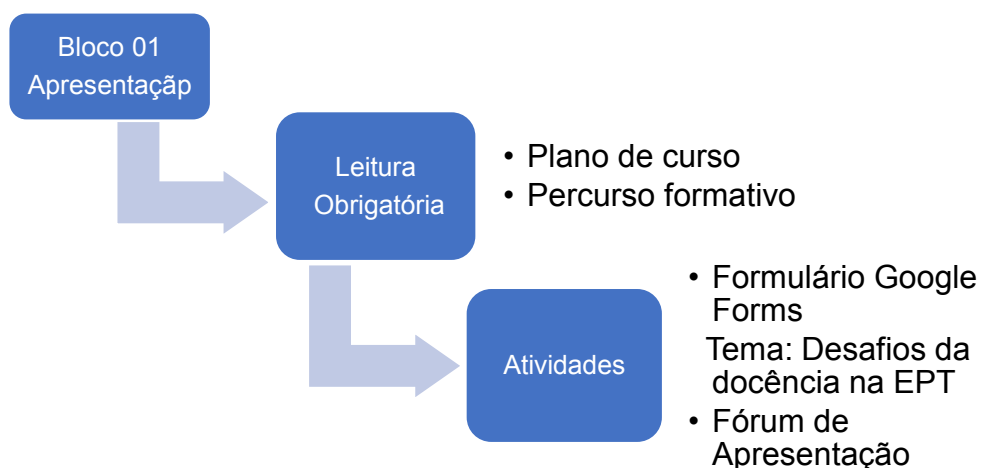 Bloco 01
Apresentaçãp
Leitura
Obrigatória
• Plano de curso
• Percurso formativo
Atividades
• Formulário Google
Forms
Tema: Desafios da
docência na EPT
• Fórum de
Apresentação